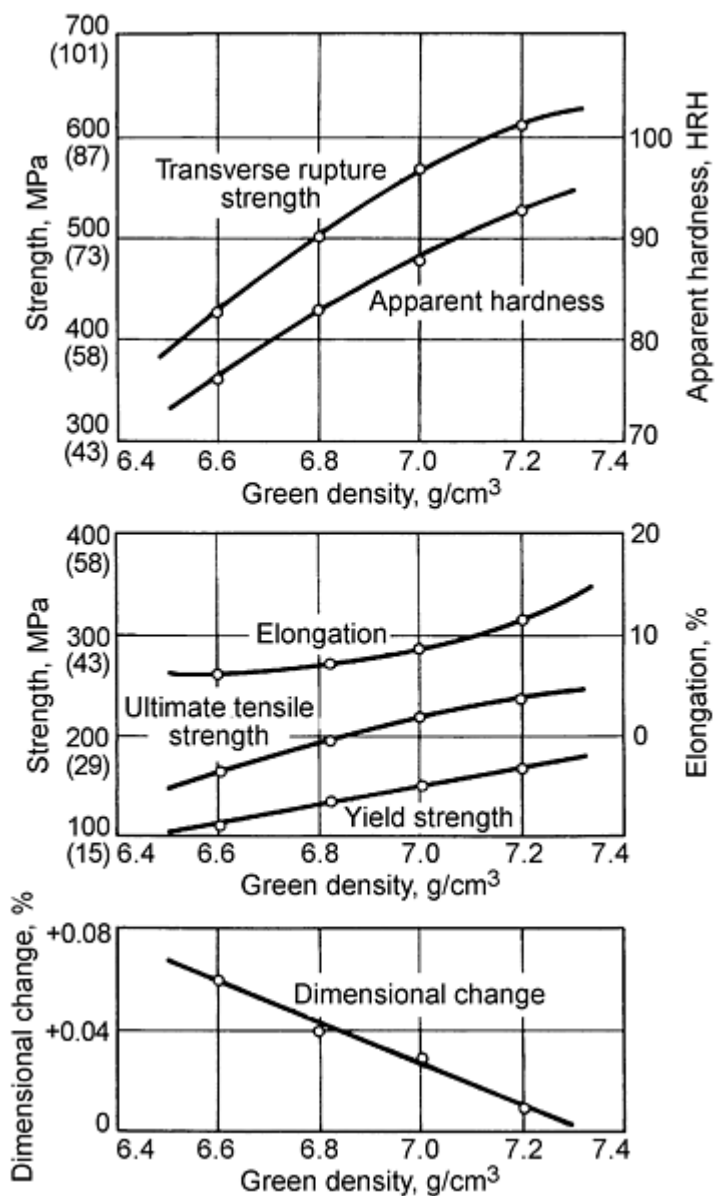 700
(101)
600
(87)
500
(73)
400
(58)
300
(43)
Strength, MPa
Transverse rupture
strength
Apparent hardness
100
90
80
70
Apparent hardness, HRH
6.4 6.6 6.8 7.0 7.2 7.4
Green density, g/cm³
400
(58)
300
(43)
200
(29)
100
(15)
Strength, MPa
Elongation
Ultimate tensile
strength
Yield strength
20
10
0
Elongation, %
6.4 6.6 6.8 7.0 7.2 7.4
Green density, g/cm³
+0.08
+0.04
0
Dimensional change, %
Dimensional change
6.4 6.6 6.8 7.0 7.2 7.4
Green density, g/cm³